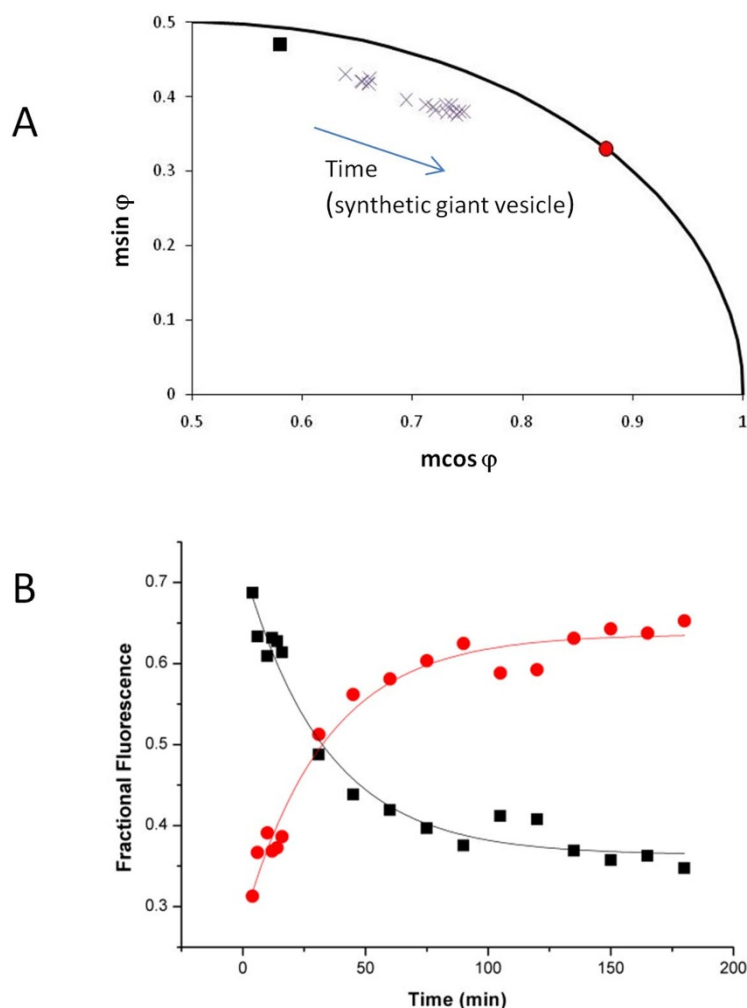 A
0.5
0.4
0.3
0.2
0.1
0
msin φ
0.5
0.6
0.7
0.8
0.9
1
mcos φ
Time
(synthetic giant vesicle)
B
0.7
0.6
0.5
0.4
0.3
Fractional Fluorescence
0
50
100
150
200
Time (min)